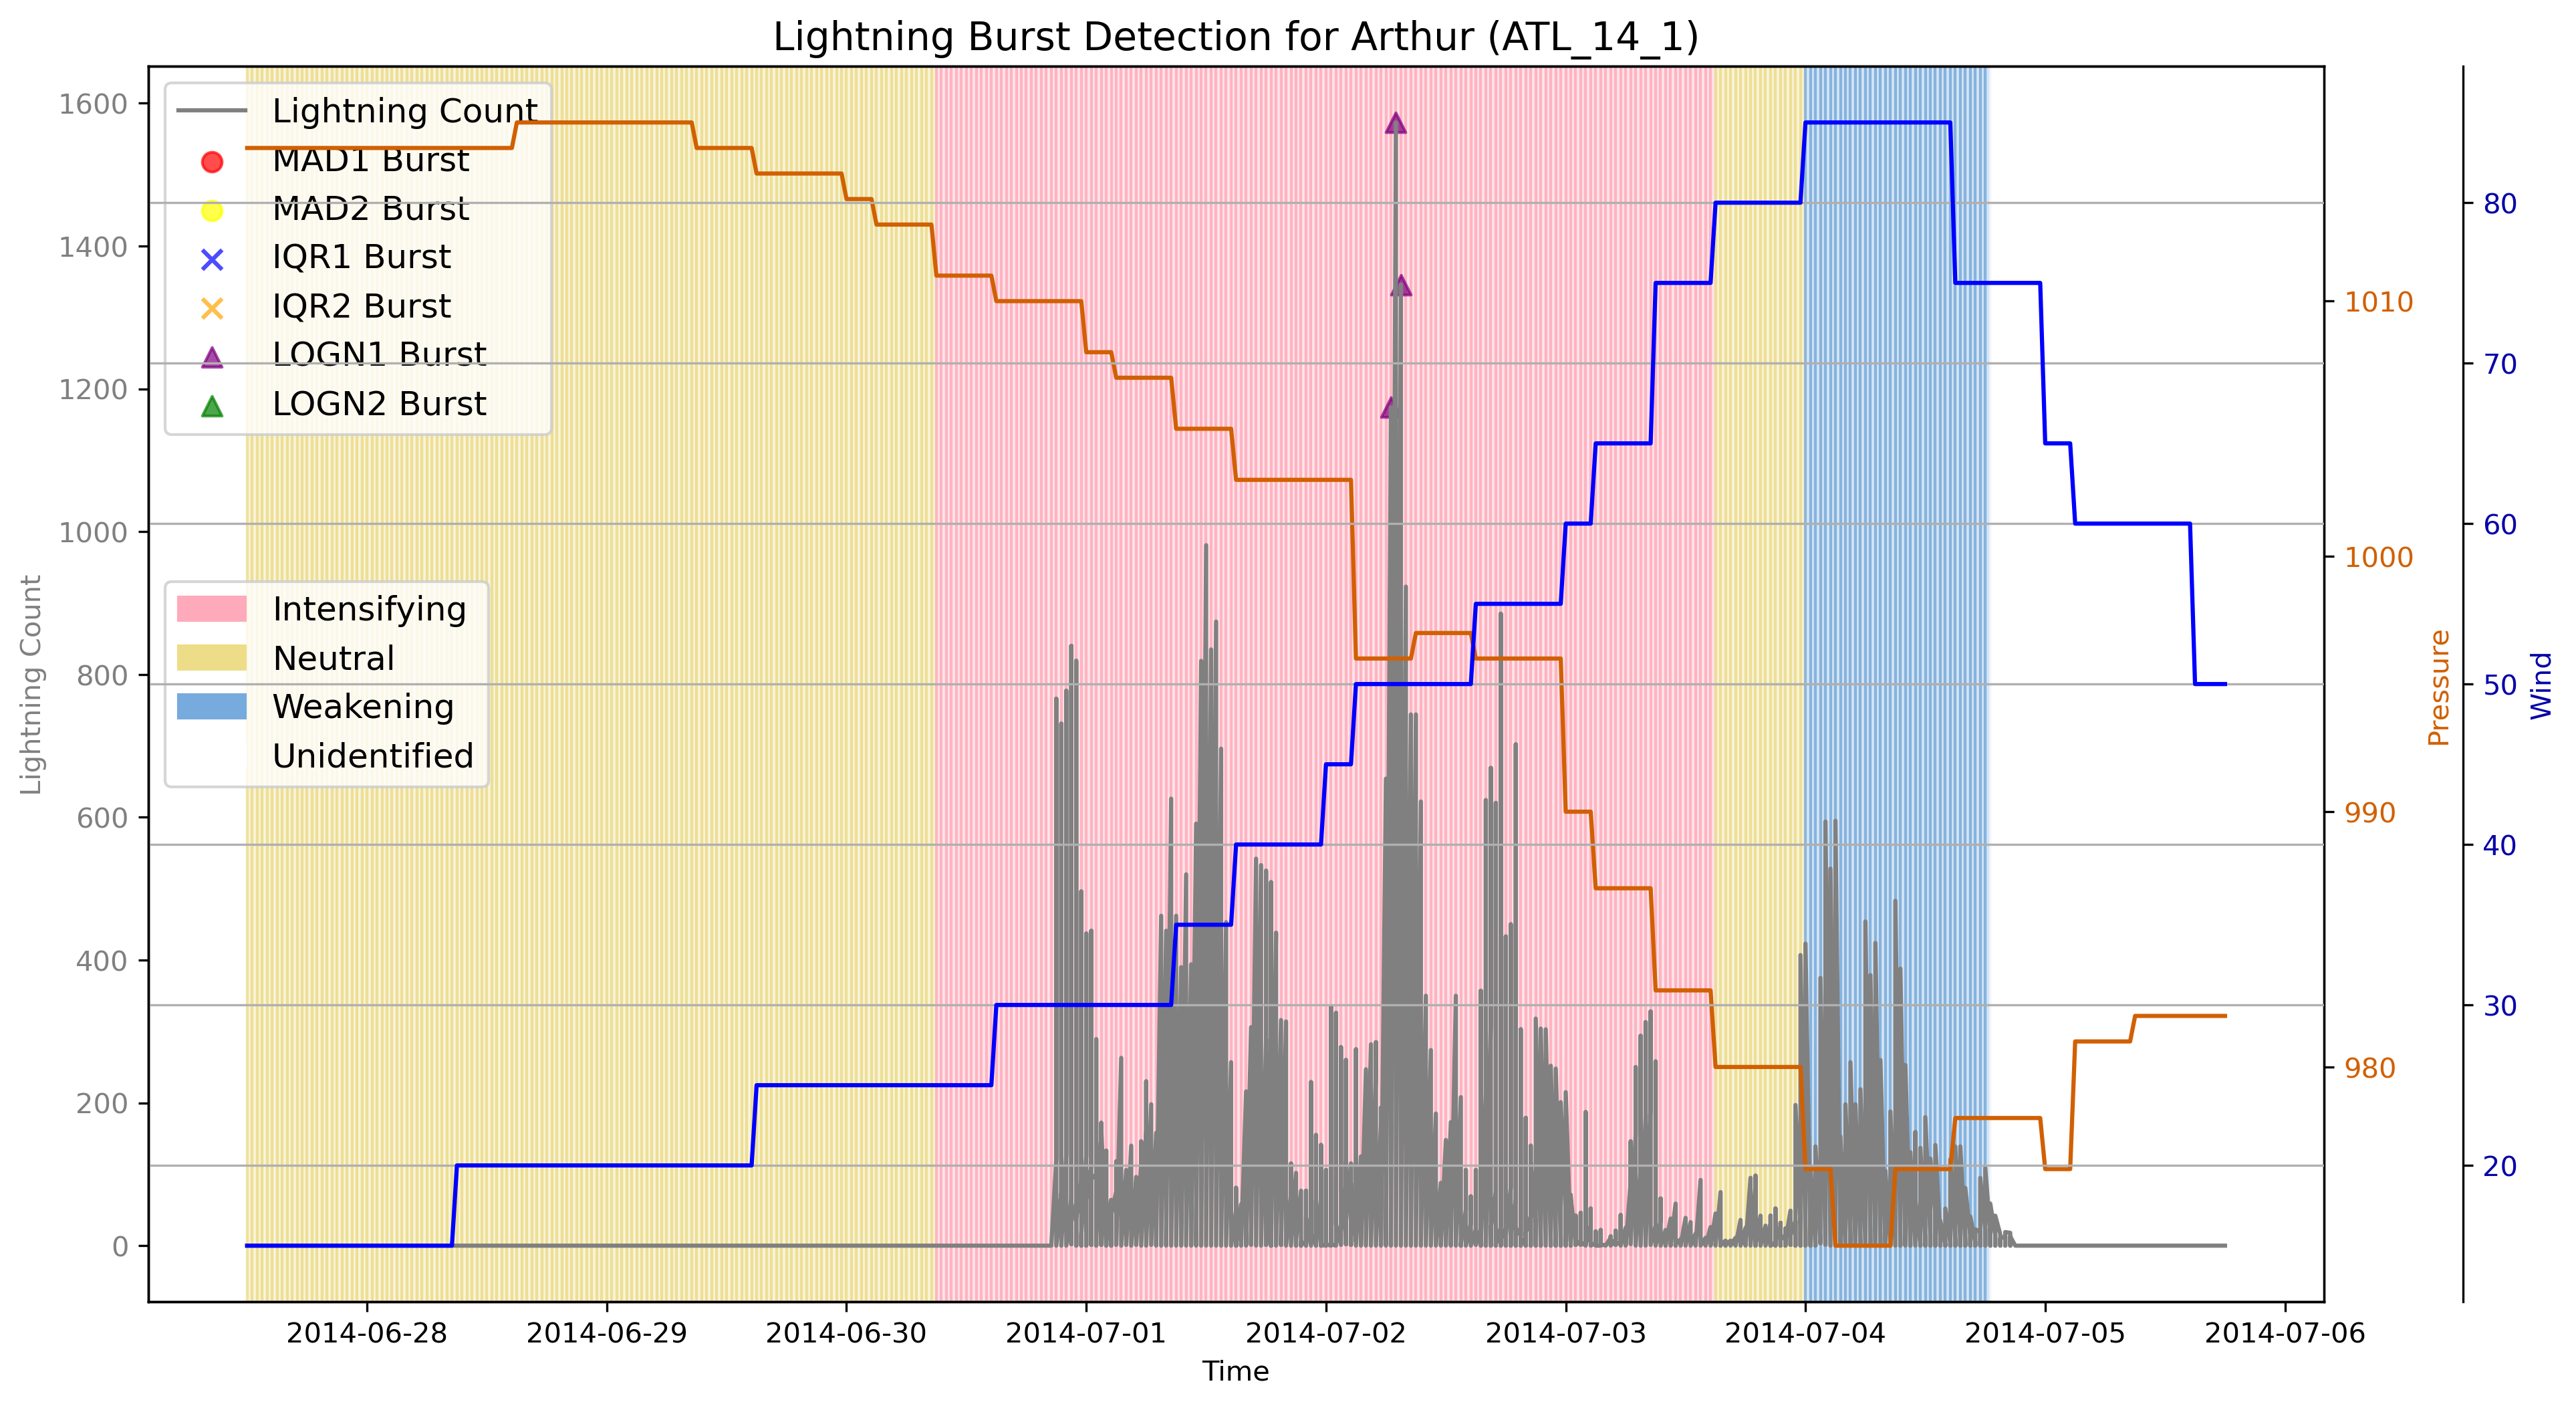 Lightning Burst Detection for Arthur (ATL_14_1)
Lightning Count
MAD1 Burst
MAD2 Burst
IQR1 Burst
IQR2 Burst
LOGN1 Burst
LOGN2 Burst
Intensifying
Neutral
Weakening
Unidentified
1600
1400
1200
1000
800
600
400
200
0
Lightning Count
1010
1000
990
980
Pressure
80
70
60
50
40
30
20
Wind
2014-06-28 2014-06-29 2014-06-30 2014-07-01 2014-07-02 2014-07-03 2014-07-04 2014-07-05 2014-07-06
Time